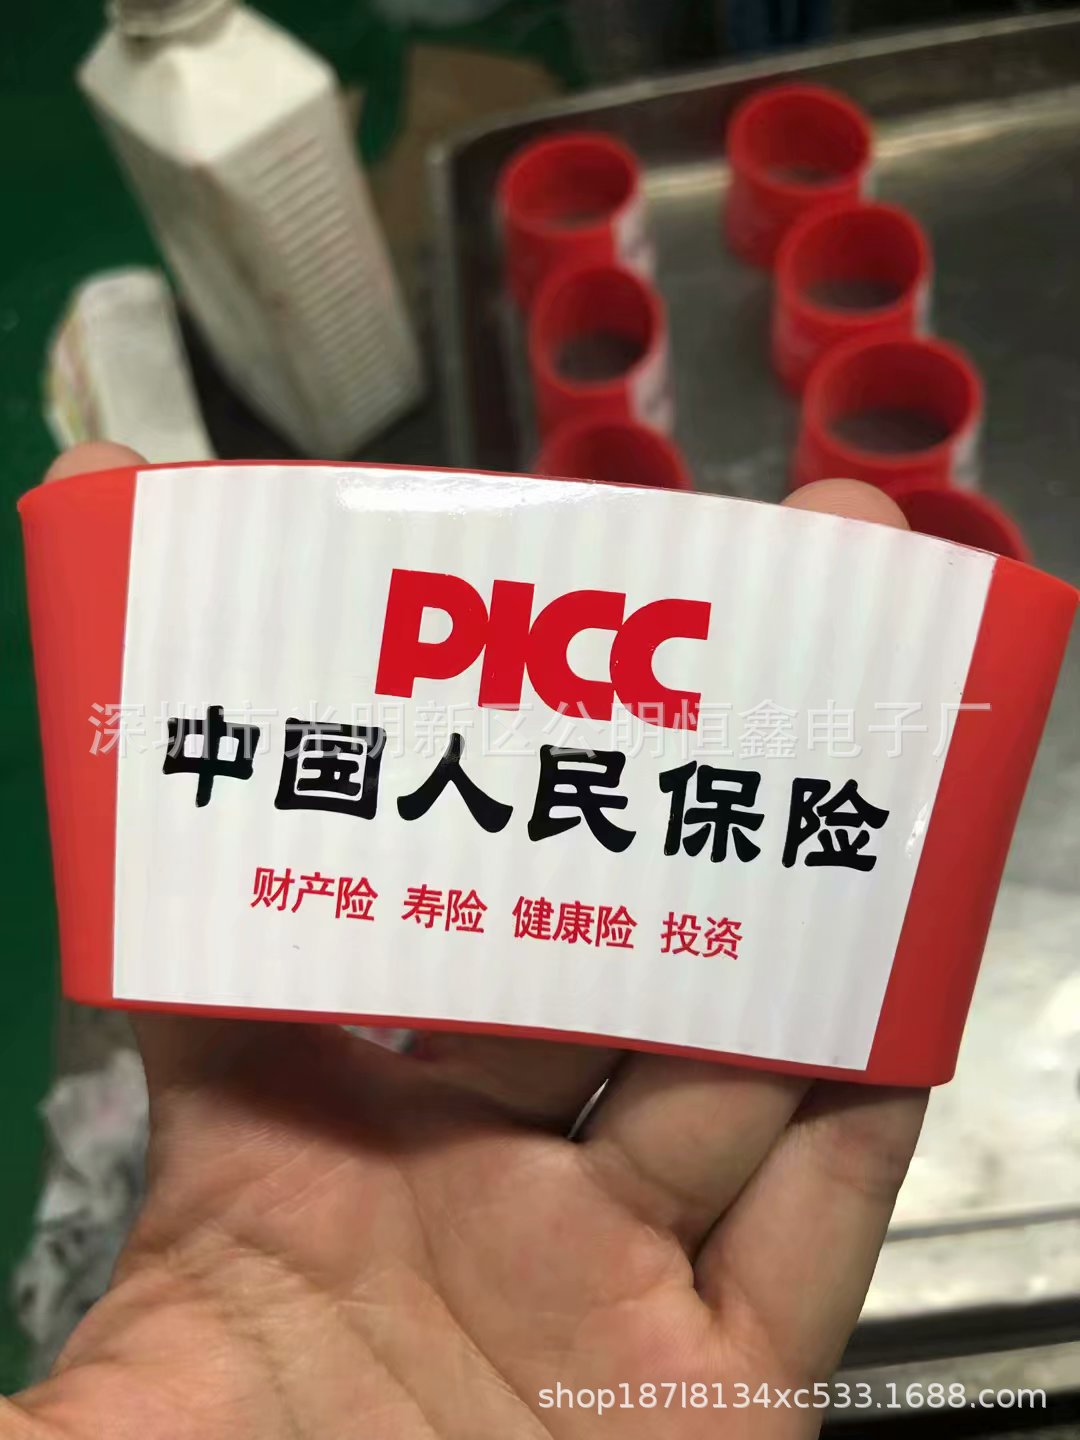 PICC
深圳市光明新区公明恒鑫电子厂
中国人民保险
财产险 寿险 健康险 投资
shop187l8134xc533.1688.com